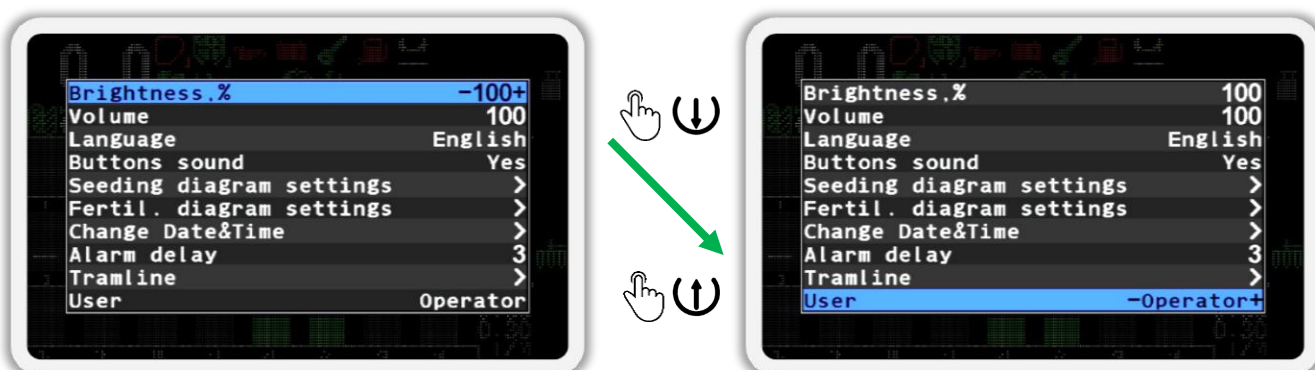 Brightness,% -100+
Volume 100
Language English
Buttons sound Yes
Seeding diagram settings >
Fertil. diagram settings >
Change Date&Time >
Alarm delay 3
Tramline >
User Operator
Brightness,% 100
Volume 100
Language English
Buttons sound Yes
Seeding diagram settings >
Fertil. diagram settings >
Change Date&Time >
Alarm delay 3
Tramline >
User -Operator+